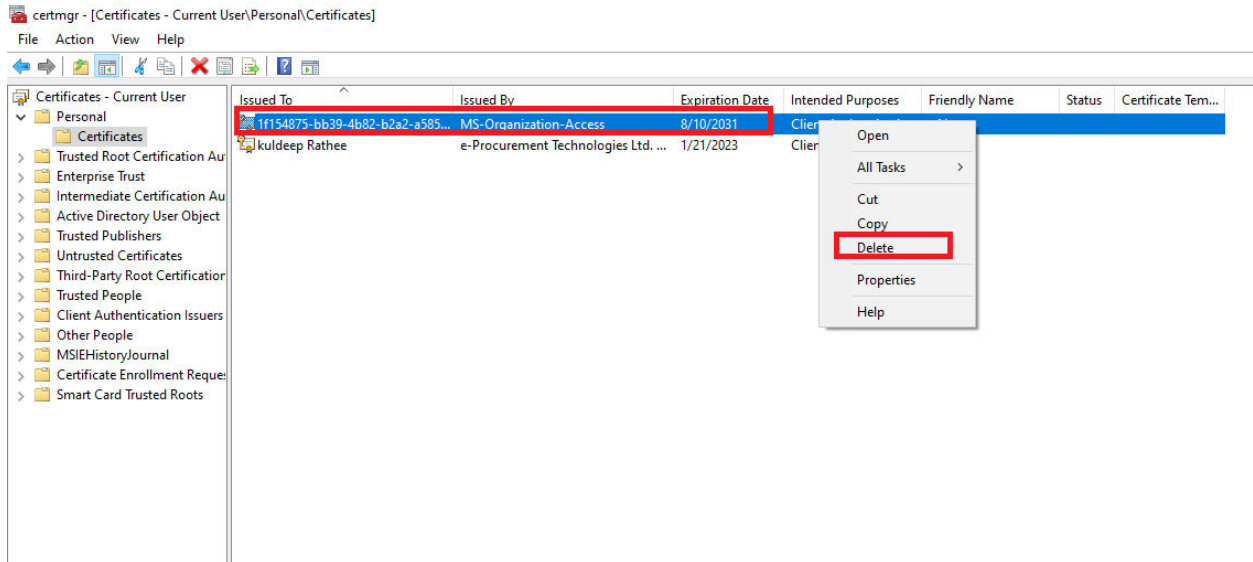 certmgr - [Certificates - Current User\Personal\Certificates]
File Action View Help
Certificates - Current User
Personal
Certificates
Trusted Root Certification Au
Enterprise Trust
Intermediate Certification Au
Active Directory User Object
Trusted Publishers
Untrusted Certificates
Third-Party Root Certification
Trusted People
Client Authentication Issuers
Other People
MSIEHistoryJournal
Certificate Enrollment Reques
Smart Card Trusted Roots
Issued To Issued By Expiration Date Intended Purposes Friendly Name Status Certificate Tem...
1f154875-bb39-4b82-b2a2-a585... MS-Organization-Access 8/10/2031 Clien
kuldeep Rathee e-Procurement Technologies Ltd. ... 1/21/2023 Clien
Open
All Tasks
Cut
Copy
Delete
Properties
Help